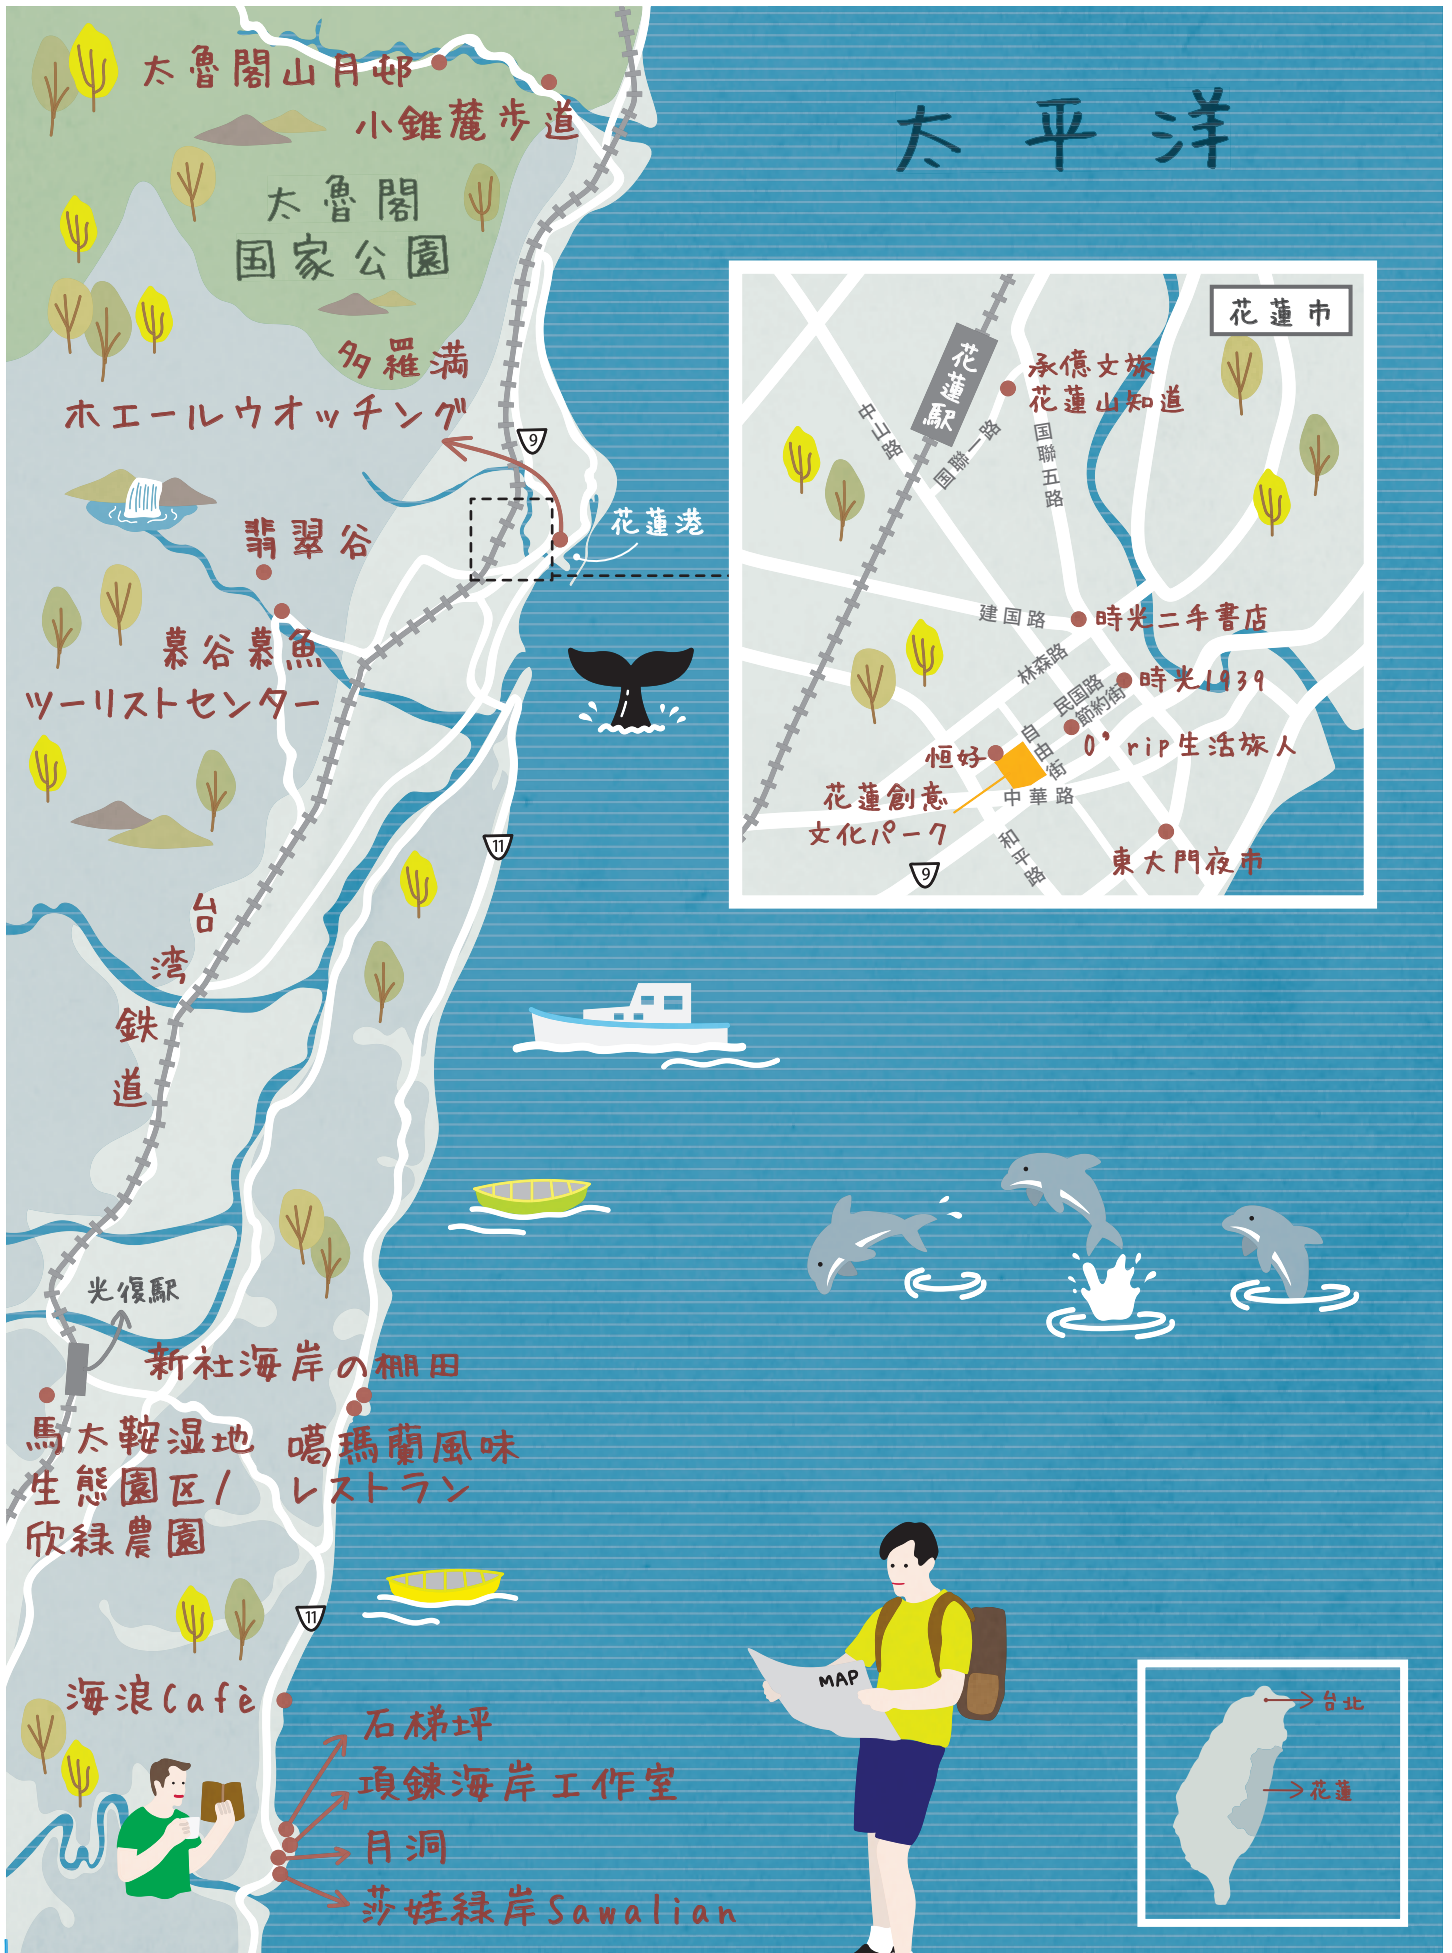 太魯閣山月邨
小錐麓歩道
太平洋
太魯閣
国家公園
多羅満
ホエールウオッチング
9
花蓮港
翡翠谷
慕谷慕魚
ツーリストセンター
花蓮市
花蓮駅
承億文旅
花蓮山知道
中山路
国聯一路
国聯五路
建国路
時光二手書店
林森路
民国路
節約街
時光1939
自由街
O'rip生活旅人
恒好
花蓮創意
文化パーク
中華路
和平路
9
東大門夜市
11
台湾鉄道
光復駅
新社海岸の棚田
馬太鞍湿地
生態園区/
欣緑農園
噶瑪蘭風味
レストラン
11
海浪Cafè
石梯坪
項鍊海岸工作室
月洞
莎娃緑岸Sawalian
MAP
台北
花蓮